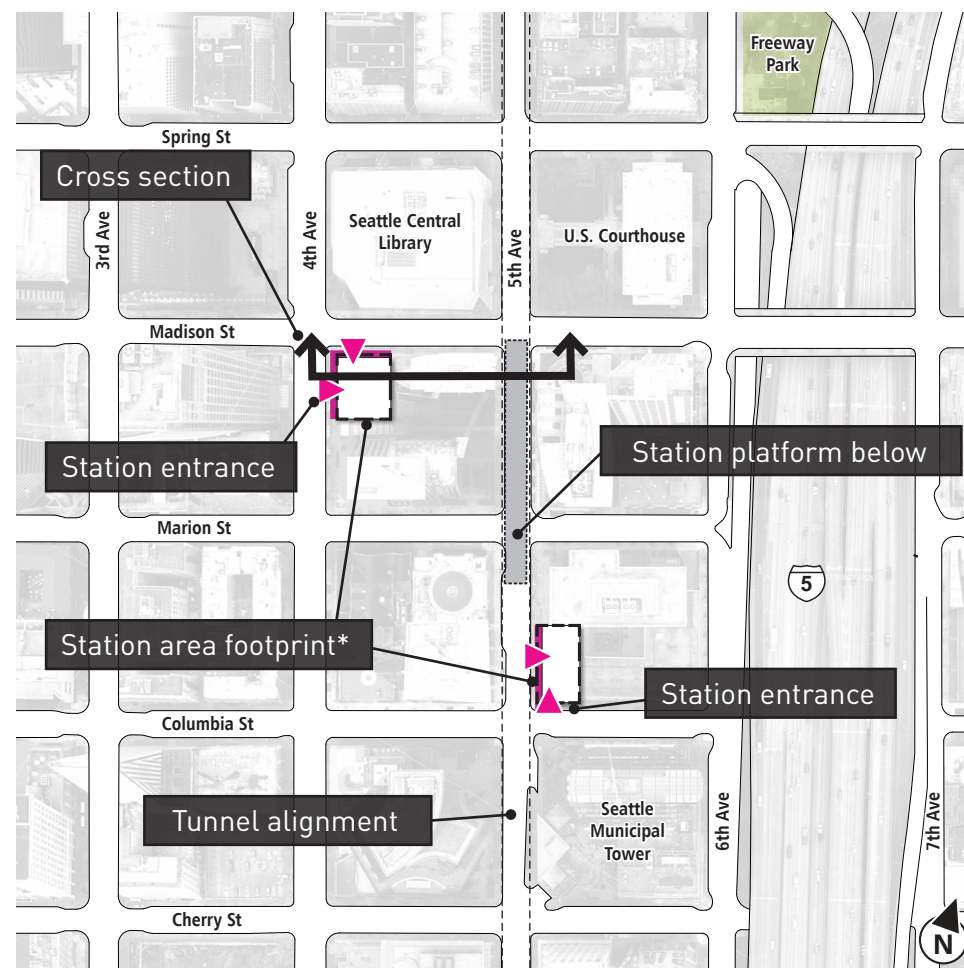 Freeway
Park
Spring St
Cross section
3rd Ave
4th Ave
Seattle Central
Library
5th Ave
U.S. Courthouse
Madison St
Station entrance
Station platform below
Marion St
5
Station area footprint*
Station entrance
Columbia St
Tunnel alignment
Seattle
Municipal
Tower
6th Ave
7th Ave
Cherry St
N